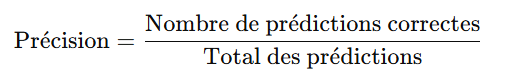 Précision = Nombre de prédictions correctes
Total des prédictions